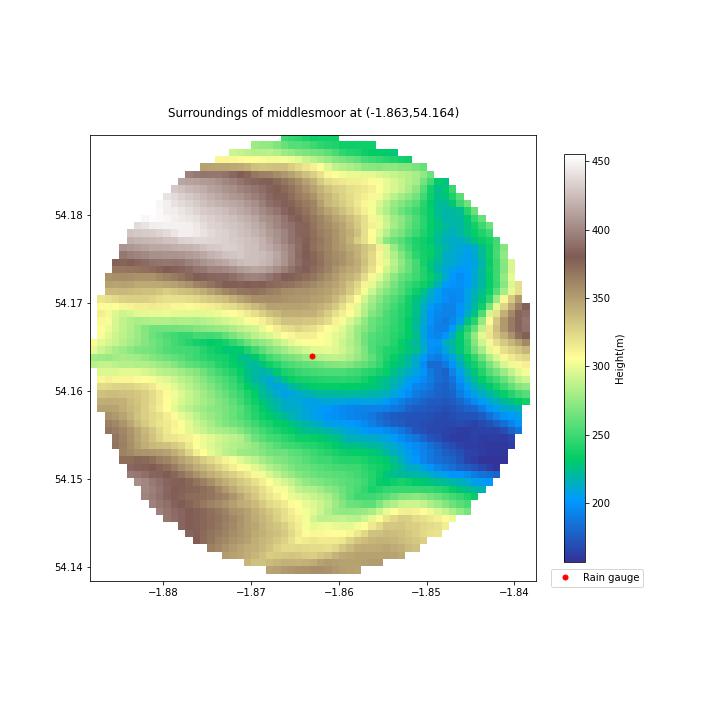 Surroundings of middlesmoor at (-1.863,54.164)
54.18
54.17
54.16
54.15
54.14
−1.88 −1.87 −1.86 −1.85 −1.84
450
400
350
300
250
200
Height(m)
Rain gauge